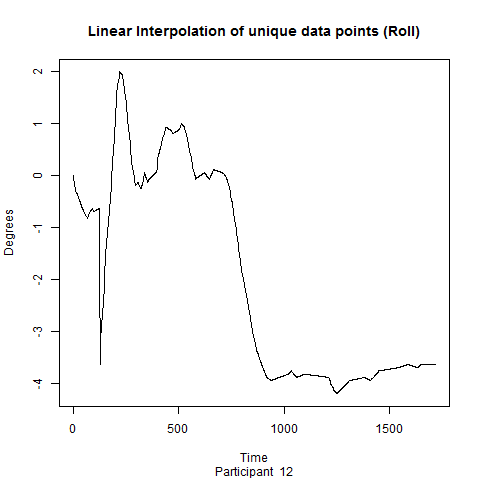 Linear Interpolation of unique data points (Roll)
Degrees
2
1
0
-1
-2
-3
-4
0 500 1000 1500
Time
Participant 12